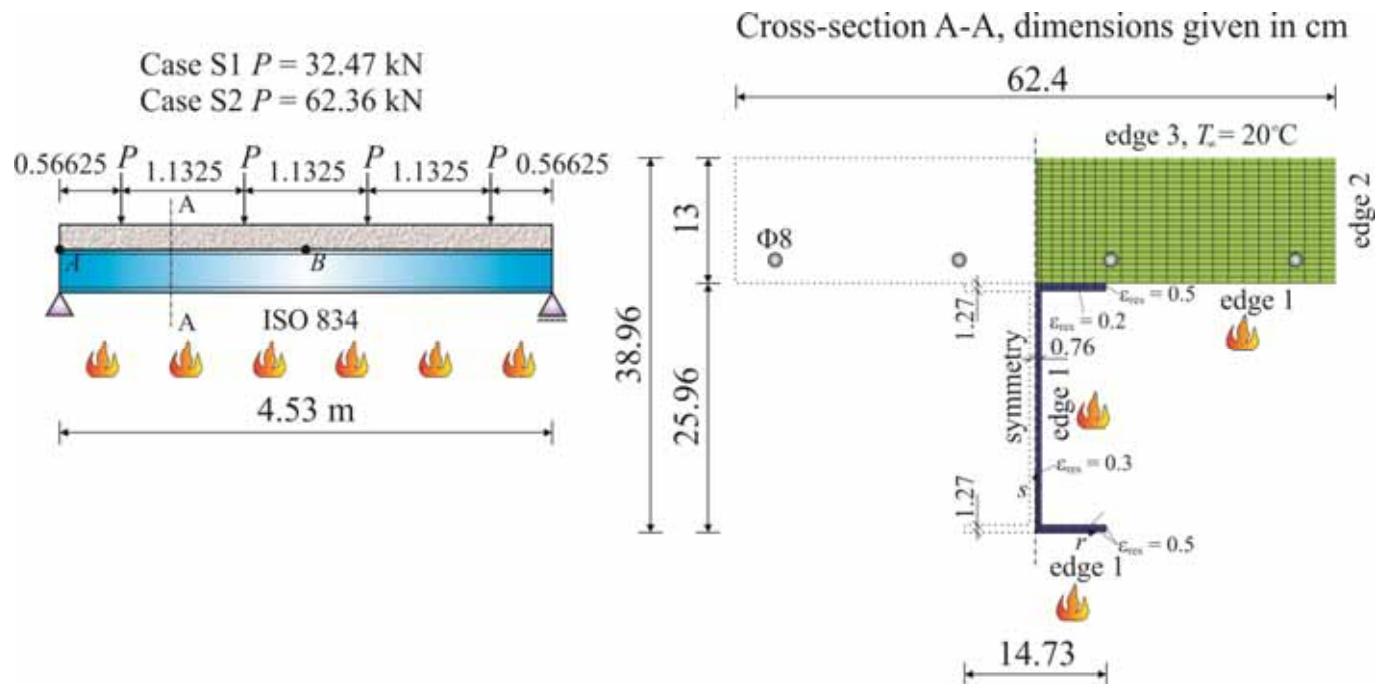 Cross-section A-A, dimensions given in cm
Case S1 P = 32.47 kN
Case S2 P = 62.36 kN
62.4
edge 3, T∞ = 20°C
0.56625 P 1.1325 P 1.1325 P 1.1325 P 0.56625
A
A B
A
ISO 834
4.53 m
38.96
13
25.96
Φ8
edge 2
1.27
εres = 0.5
edge 1
εres = 0.2
0.76
symmetry
edge 1
εres = 0.3
s
1.27
r
εres = 0.5
edge 1
14.73